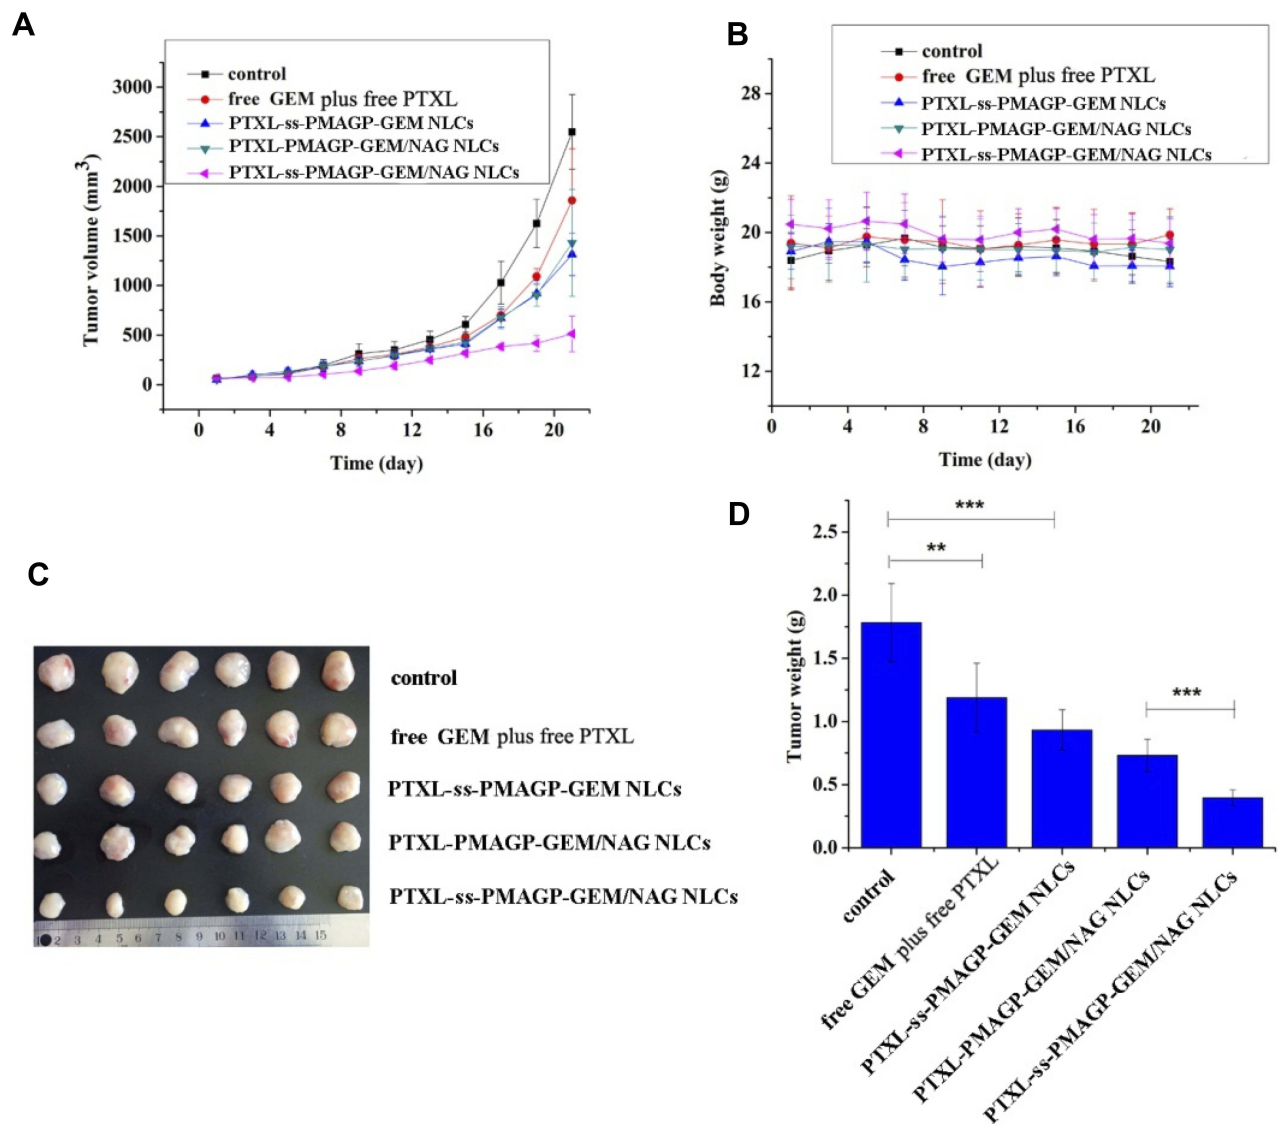 A
control
free GEM plus free PTXL
PTXL-ss-PMAGP-GEM NLCs
PTXL-PMAGP-GEM/NAG NLCs
PTXL-ss-PMAGP-GEM/NAG NLCs
Tumor volume (mm3)
3000
2500
2000
1500
1000
500
0
0 4 8 12 16 20
Time (day)
B
control
free GEM plus free PTXL
PTXL-ss-PMAGP-GEM NLCs
PTXL-PMAGP-GEM/NAG NLCs
PTXL-ss-PMAGP-GEM/NAG NLCs
Body weight (g)
28
24
20
16
12
0 4 8 12 16 20
Time (day)
C
control
free GEM plus free PTXL
PTXL-ss-PMAGP-GEM NLCs
PTXL-PMAGP-GEM/NAG NLCs
PTXL-ss-PMAGP-GEM/NAG NLCs
1 2 3 4 5 6 7 8 9 10 11 12 13 14 15
D
Tumor weight (g)
2.5
2.0
1.5
1.0
0.5
0.0
***
**
***
control
free GEM plus free PTXL
PTXL-ss-PMAGP-GEM NLCs
PTXL-PMAGP-GEM/NAG NLCs
PTXL-ss-PMAGP-GEM/NAG NLCs